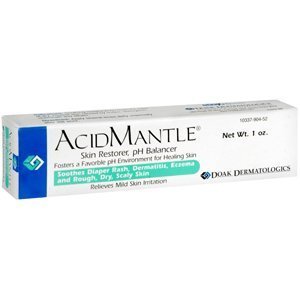 10337-904-52
ACIDMANTLE®
Skin Restorer, pH Balancer
Fosters a Favorable pH Environment for Healing Skin
Soothes Diaper Rash, Dermatitis, Eczema
and Rough, Dry, Scaly Skin
Relieves Mild Skin Irritation
Net Wt. 1 oz.
DOAK DERMATOLOGICS